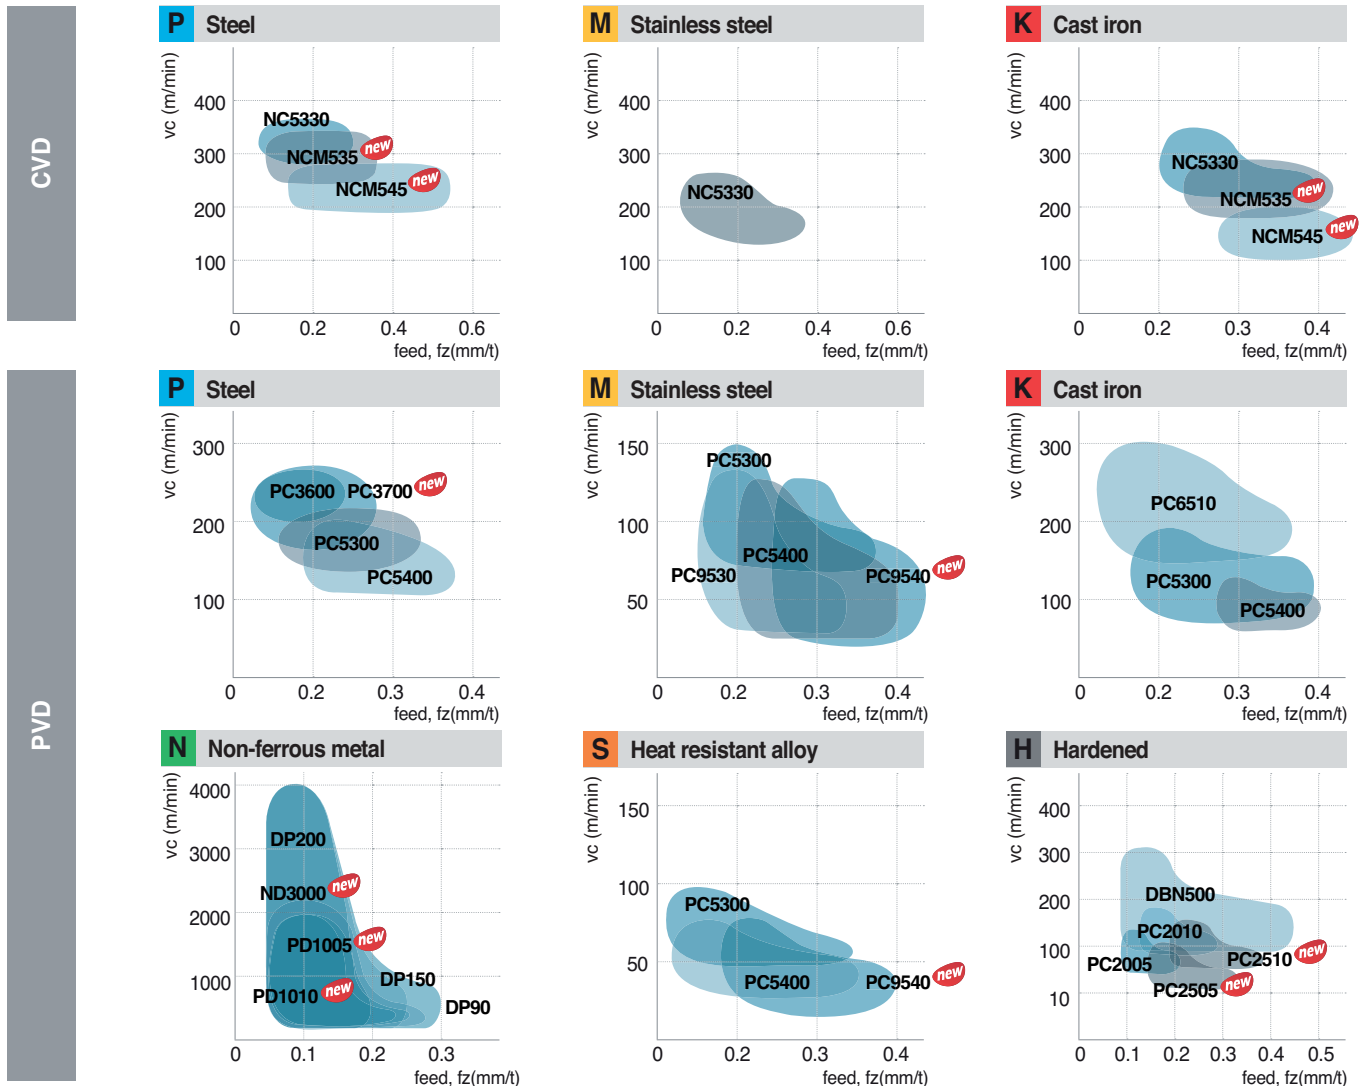 CVD
P Steel
vc (m/min)
400
300
200
100
NC5330
NCM535 new
NCM545 new
0 0.2 0.4 0.6
feed, fz(mm/t)
M Stainless steel
vc (m/min)
400
300
200
100
NC5330
0 0.2 0.4 0.6
feed, fz(mm/t)
K Cast iron
vc (m/min)
400
300
200
100
NC5330
NCM535 new
NCM545 new
0 0.2 0.3 0.4
feed, fz(mm/t)
PVD
P Steel
vc (m/min)
300
200
100
PC3600 PC3700 new
PC5300
PC5400
0 0.2 0.3 0.4
feed, fz(mm/t)
M Stainless steel
vc (m/min)
150
100
50
PC5300
PC5400
PC9530 PC9540 new
0 0.2 0.3 0.4
feed, fz(mm/t)
K Cast iron
vc (m/min)
300
200
100
PC6510
PC5300
PC5400
0 0.2 0.3 0.4
feed, fz(mm/t)
N Non-ferrous metal
vc (m/min)
4000
3000
2000
1000
DP200
ND3000 new
PD1005 new
DP150
PD1010 new
DP90
0 0.1 0.2 0.3
feed, fz(mm/t)
S Heat resistant alloy
vc (m/min)
150
100
50
PC5300
PC5400 PC9540 new
0 0.2 0.3 0.4
feed, fz(mm/t)
H Hardened
vc (m/min)
400
300
200
100
10
DBN500
PC2010
PC2005 PC2510 new
PC2505 new
0 0.1 0.2 0.3 0.4 0.5
feed, fz(mm/t)